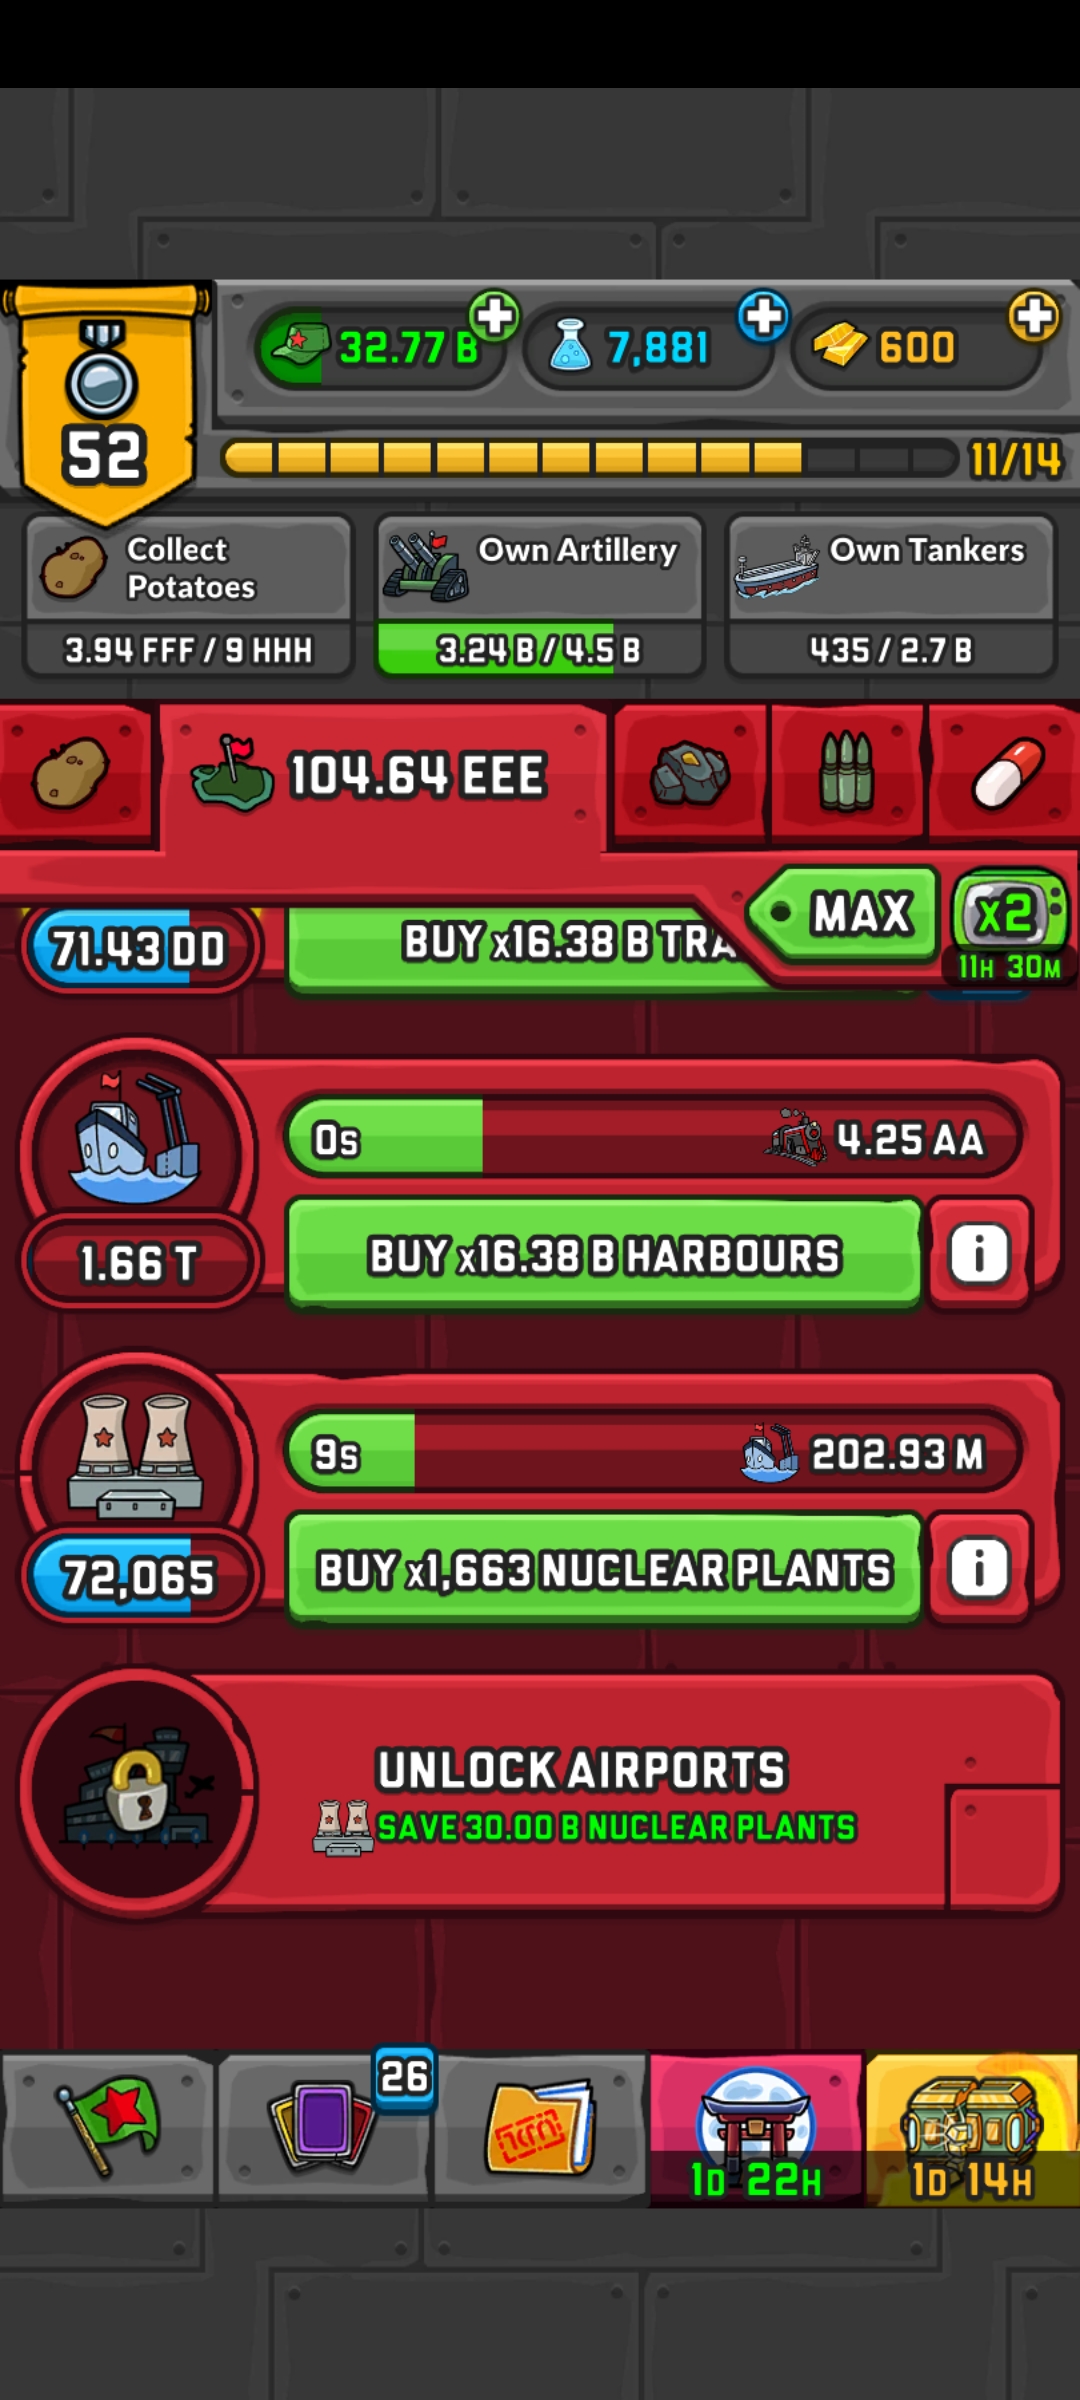 32.77 B
7,881
600
52
11/14
Collect
Potatoes
3.94 FFF / 9 HHH
Own Artillery
3.24 B / 4.5 B
Own Tankers
435 / 2.7 B
104.64 EEE
MAX
x2
11H 30M
71.43 DD
BUY x16.38 B TRA
0s
4.25 AA
1.66 T
BUY x16.38 B HARBOURS
i
9s
202.93 M
72,065
BUY x1,663 NUCLEAR PLANTS
i
UNLOCK AIRPORTS
SAVE 30.00 B NUCLEAR PLANTS
26
1D 22H
1D 14H